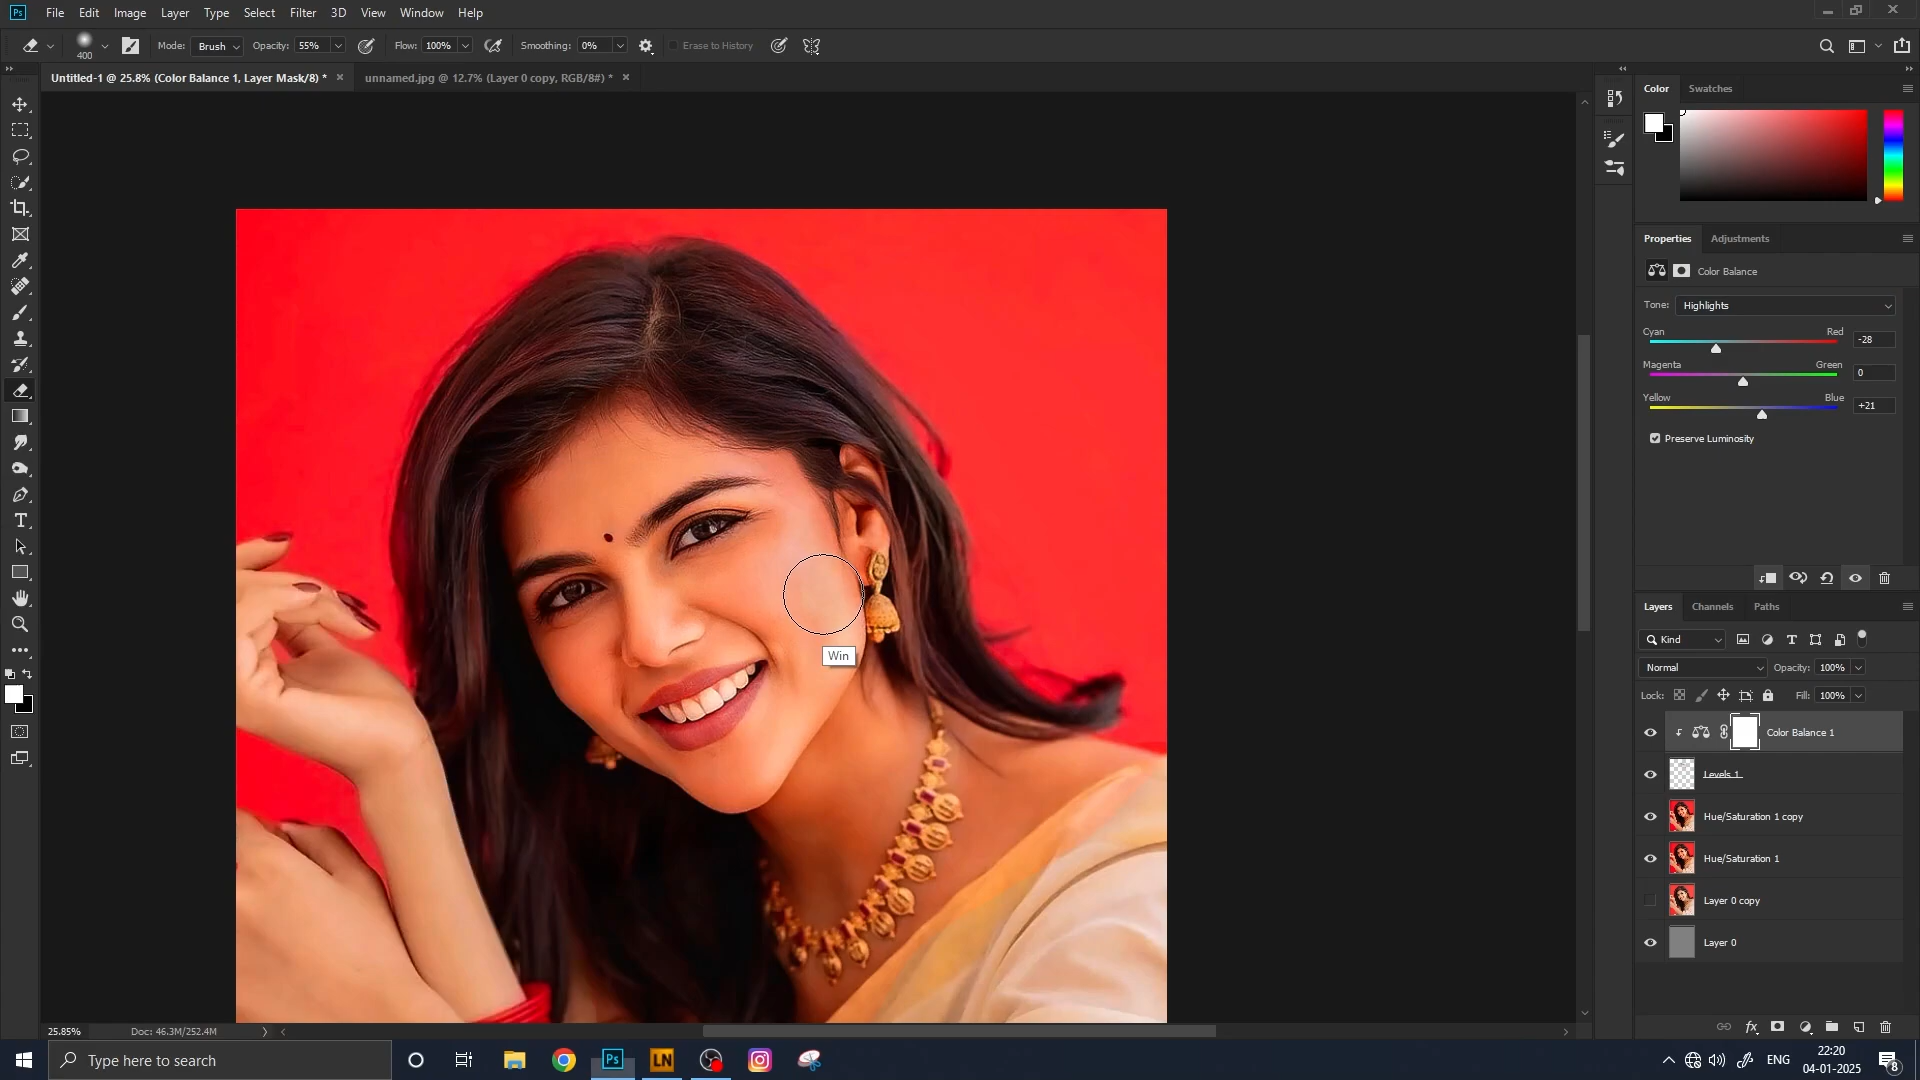 Ps File Edit Image Layer Type Select Filter 3D View Window Help
400 Mode: Brush Opacity: 55% Flow: 100% Smoothing: 0% Erase to History
Untitled-1 @ 25.8% (Color Balance 1, Layer Mask/8) * × unnamed.jpg @ 12.7% (Layer 0 copy, RGB/8#) * ×
Color Swatches
Properties Adjustments
Color Balance
Tone: Highlights
Cyan Red -28
Magenta Green 0
Yellow Blue +21
Preserve Luminosity
Win
Layers Channels Paths
Kind
Normal Opacity: 100%
Lock: Fill: 100%
Color Balance 1
Levels 1
Hue/Saturation 1 copy
Hue/Saturation 1
Layer 0 copy
Layer 0
25.85% Doc: 46.3M/252.4M
Type here to search
Ps LN
ENG 22:20
04-01-2025 8